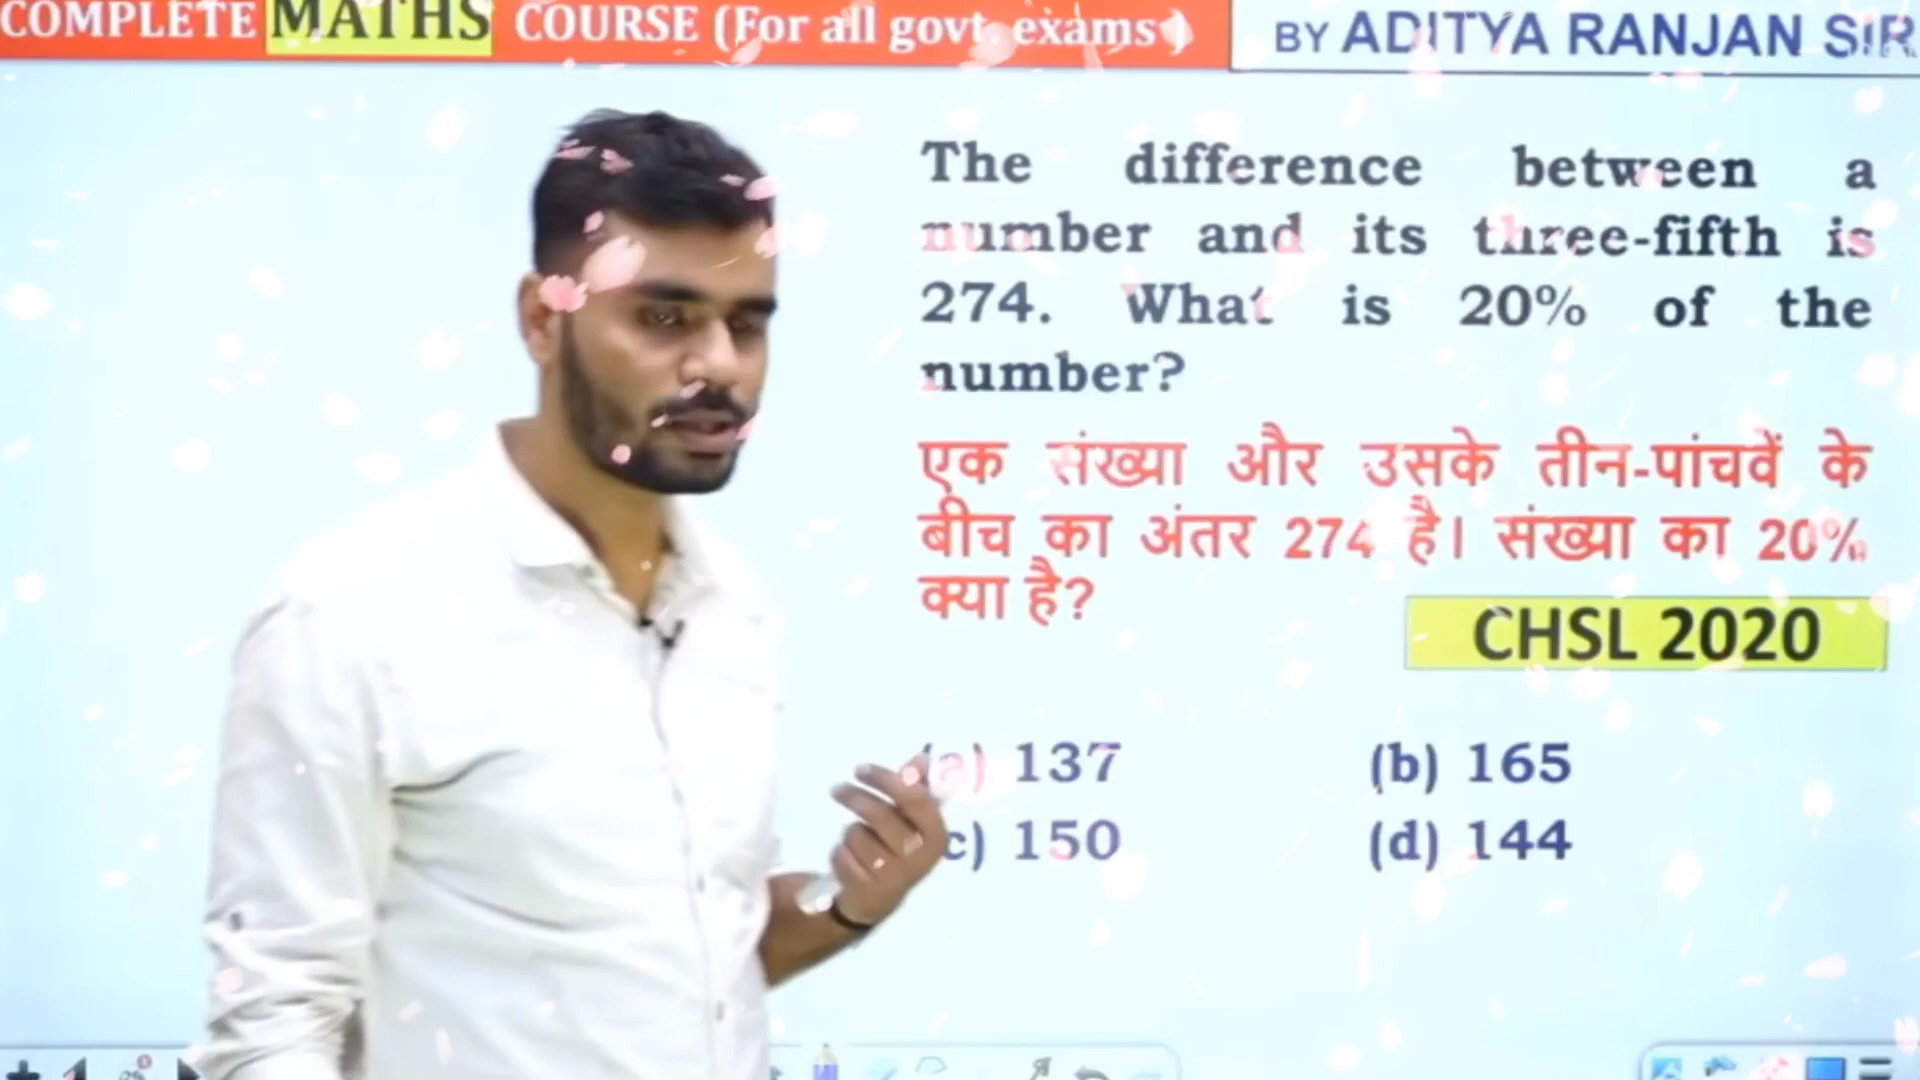 COMPLETE MATHS COURSE (For all govt. exams )
BY ADITYA RANJAN SIR
The difference between a
number and its three-fifth is
274. What is 20% of the
number?
एक संख्या और उसके तीन-पांचवें के
बीच का अंतर 274 है। संख्या का 20%
क्या है?
CHSL 2020
(a) 137 (b) 165
c) 150 (d) 144